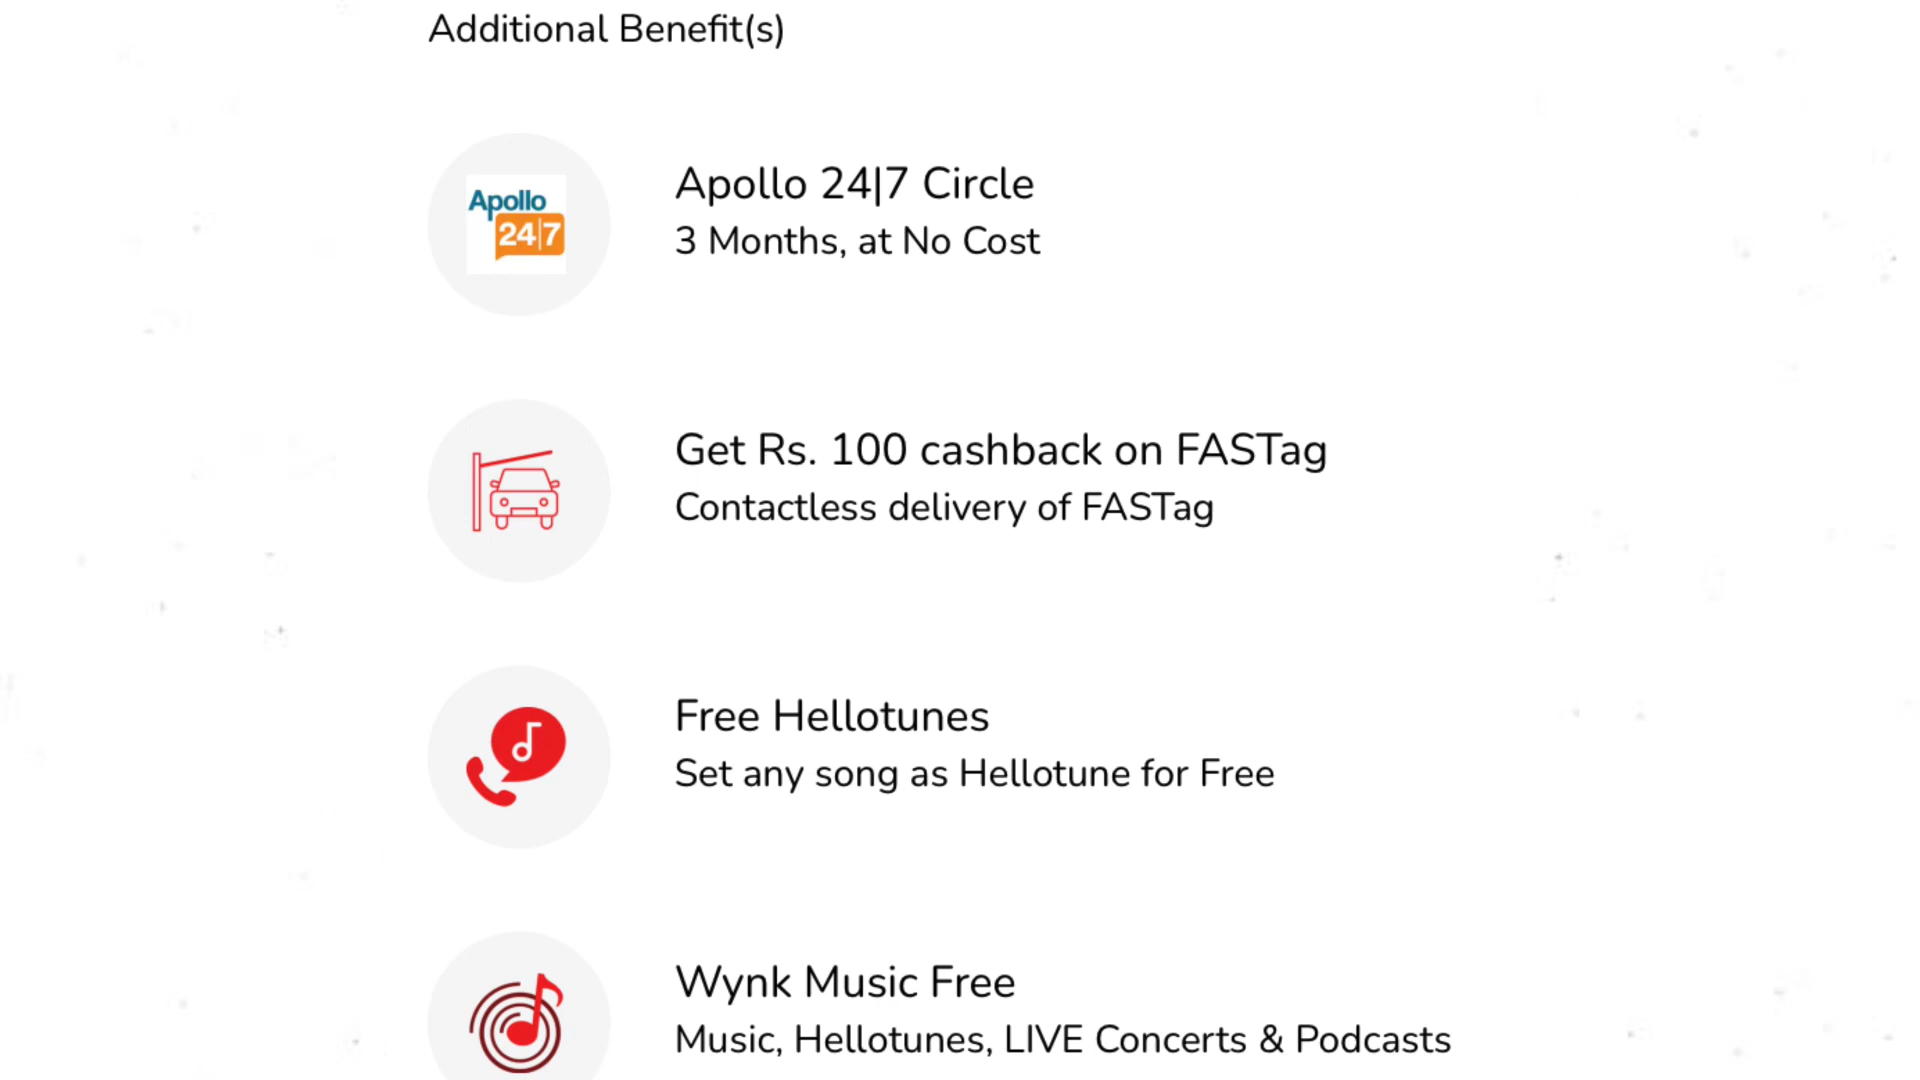 Additional Benefit(s)
Apollo
24|7
Apollo 24|7 Circle
3 Months, at No Cost
Get Rs. 100 cashback on FASTag
Contactless delivery of FASTag
Free Hellotunes
Set any song as Hellotune for Free
Wynk Music Free
Music, Hellotunes, LIVE Concerts & Podcasts